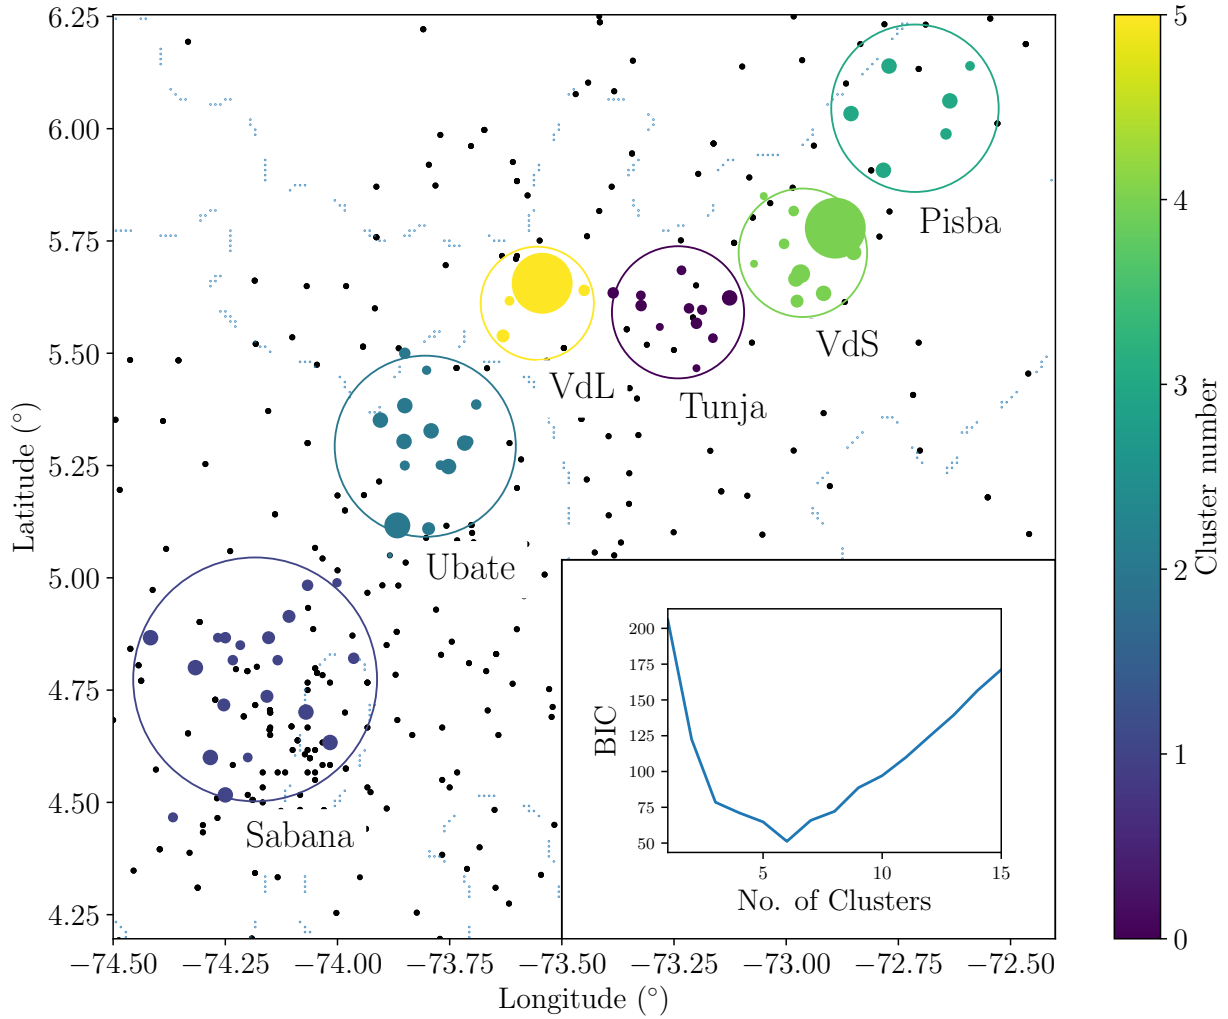 6.25
6.00
5.75
5.50
5.25
5.00
4.75
4.50
4.25
Latitude (°)
Pisba
VdS
VdL
Tunja
Ubate
Sabana
200
175
150
125
100
75
50
BIC
5 10 15
No. of Clusters
−74.50 −74.25 −74.00 −73.75 −73.50 −73.25 −73.00 −72.75 −72.50
Longitude (°)
5
4
3
2
1
0
Cluster number